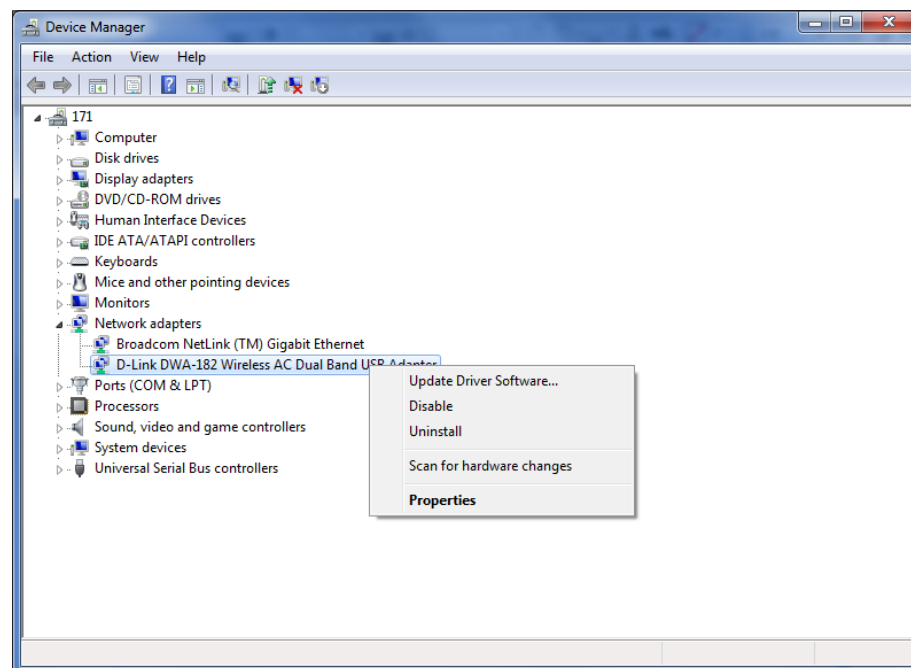 Device Manager
File Action View Help
171
Computer
Disk drives
Display adapters
DVD/CD-ROM drives
Human Interface Devices
IDE ATA/ATAPI controllers
Keyboards
Mice and other pointing devices
Monitors
Network adapters
Broadcom NetLink (TM) Gigabit Ethernet
D-Link DWA-182 Wireless AC Dual Band USB Adapter
Ports (COM & LPT)
Processors
Sound, video and game controllers
System devices
Universal Serial Bus controllers
Update Driver Software...
Disable
Uninstall
Scan for hardware changes
Properties